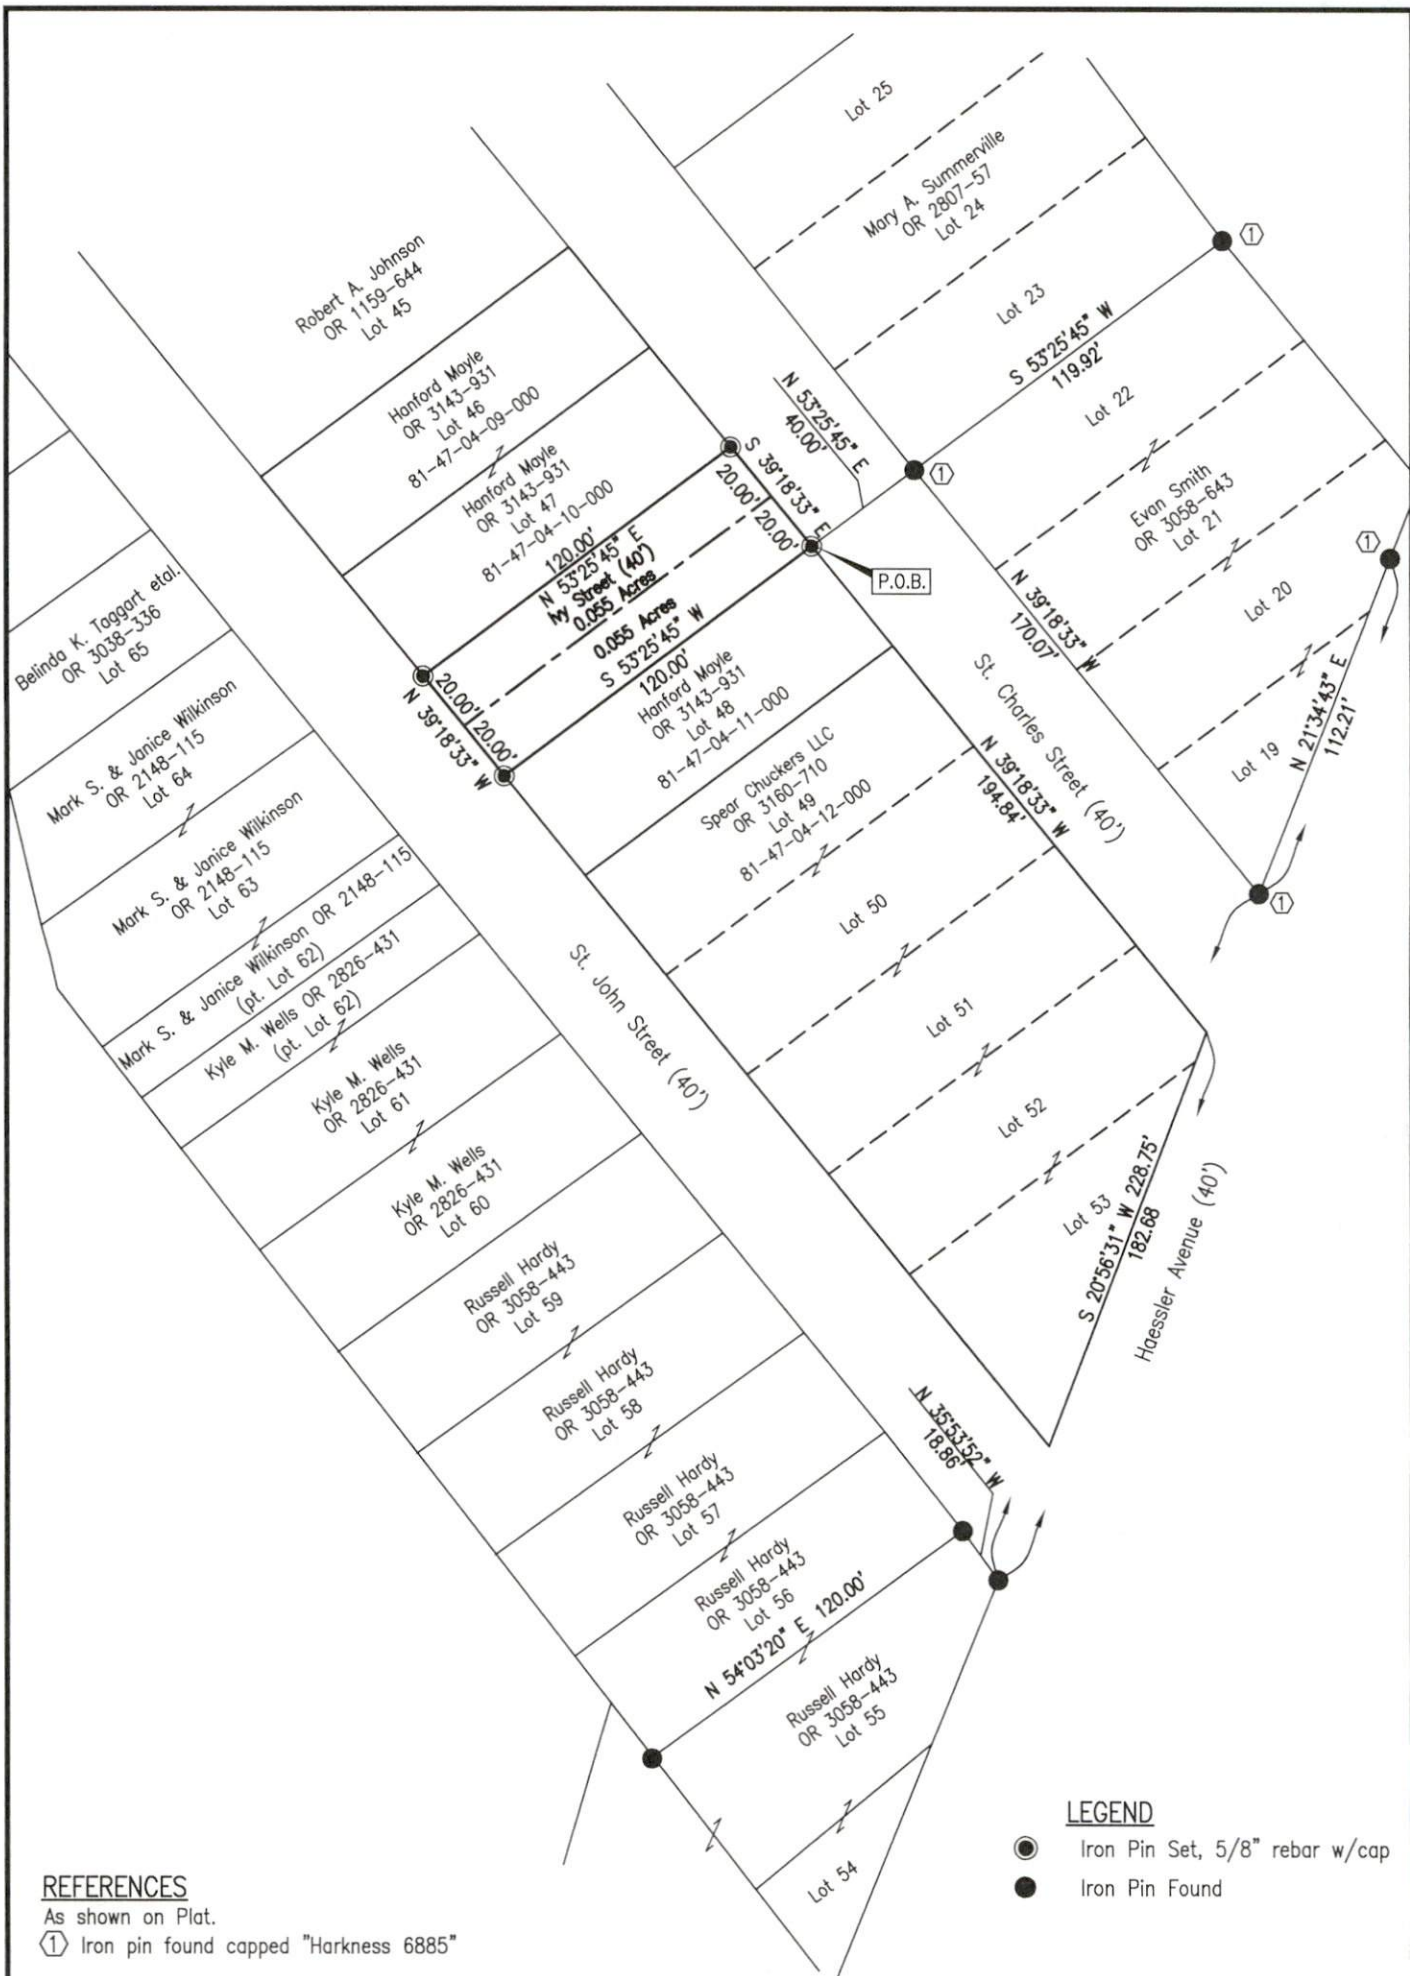 Lot 25
Mary A. Summerville
OR 2807-57
Lot 24
Lot 23
①
S 53°25'45" W
119.92'
Lot 22
Robert A. Johnson
OR 1159-644
Lot 45
Hanford Mayle
OR 3143-931
Lot 46
81-47-04-09-000
N 53°25'45" E
40.00'
①
Hanford Mayle
OR 3143-931
Lot 47
81-47-04-10-000
S 39°18'33" E
20.00'
20.00'
120.00'
N 53°25'45" E
Ivy Street (40')
0.055 Acres
0.055 Acres
S 53°25'45" W
120.00'
P.O.B.
Evan Smith
OR 3058-643
Lot 21
①
Lot 20
N 39°18'33" W
170.07'
N 21°34'43" E
112.21'
Lot 19
①
St. Charles Street (40')
20.00'
20.00'
N 39°18'33" W
Hanford Mayle
OR 3143-931
Lot 48
81-47-04-11-000
Spear Chuckers LLC
OR 3160-710
Lot 49
81-47-04-12-000
N 39°18'33" W
194.84'
Lot 50
Lot 51
Lot 52
Lot 53
S 20°56'31" W 228.75'
182.68
Haessler Avenue (40')
Belinda K. Taggart etal.
OR 3038-336
Lot 65
Mark S. & Janice Wilkinson
OR 2148-115
Lot 64
Mark S. & Janice Wilkinson
OR 2148-115
Lot 63
Mark S. & Janice Wilkinson OR 2148-115
(pt. Lot 62)
Kyle M. Wells OR 2826-431
(pt. Lot 62)
Kyle M. Wells
OR 2826-431
Lot 61
St. John Street (40')
Kyle M. Wells
OR 2826-431
Lot 60
Russell Hardy
OR 3058-443
Lot 59
Russell Hardy
OR 3058-443
Lot 58
Russell Hardy
OR 3058-443
Lot 57
N 35°53'52" W
18.86'
Russell Hardy
OR 3058-443
Lot 56
N 54°03'20" E 120.00'
Russell Hardy
OR 3058-443
Lot 55
Lot 54
LEGEND
Iron Pin Set, 5/8" rebar w/cap
Iron Pin Found
REFERENCES
As shown on Plat.
① Iron pin found capped "Harkness 6885"